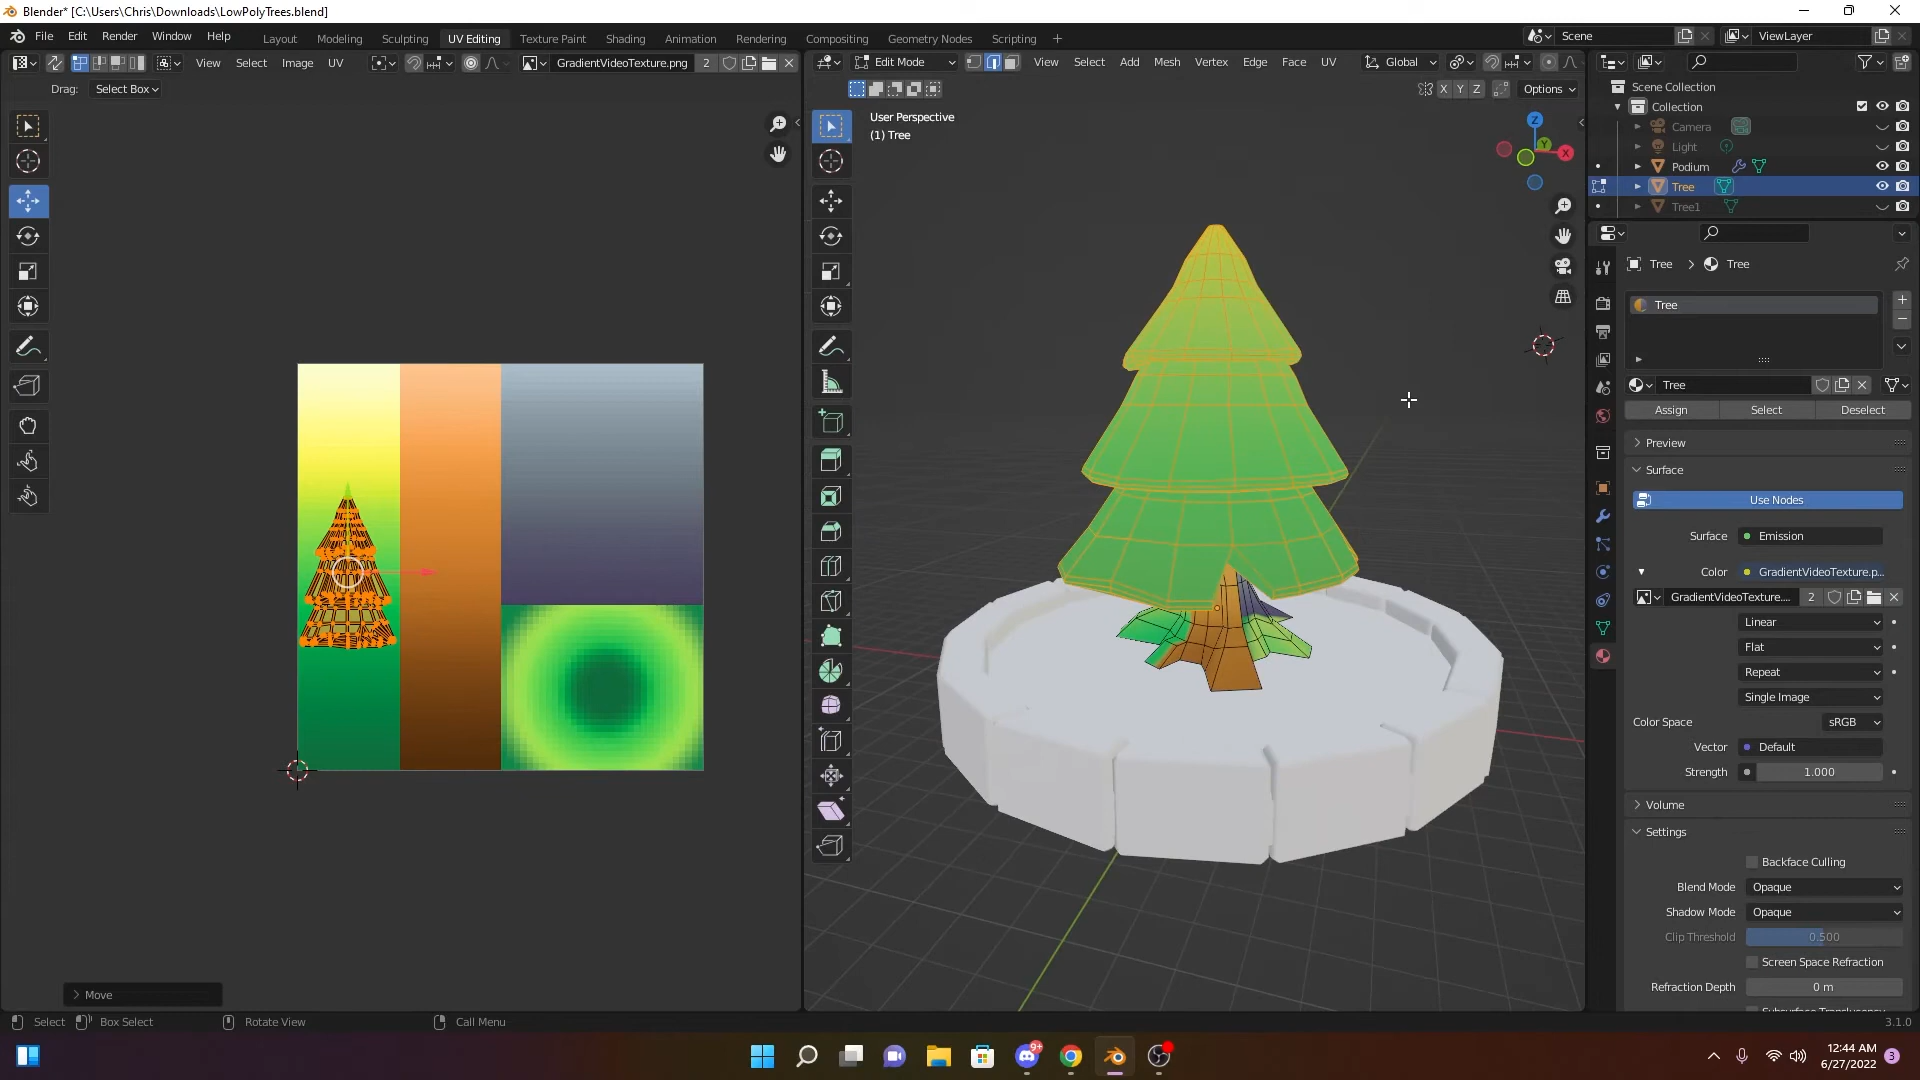 Blender* [C:\Users\Chris\Downloads\LowPolyTrees.blend]
File Edit Render Window Help Layout Modeling Sculpting UV Editing Texture Paint Shading Animation Rendering Compositing Geometry Nodes Scripting + Scene ViewLayer
View Select Image UV GradientVideoTexture.png 2 Edit Mode View Select Add Mesh Vertex Edge Face UV Global
Drag: Select Box X Y Z Options
User Perspective
(1) Tree
Z
Y
X
Scene Collection
Collection
Camera
Light
Podium
Tree
Tree1
Tree > Tree
Tree
Tree
Assign Select Deselect
Preview
Surface
Use Nodes
Surface Emission
Color GradientVideoTexture.p...
GradientVideoTexture.... 2
Linear
Flat
Repeat
Single Image
Color Space sRGB
Vector Default
Strength 1.000
Volume
Settings
Backface Culling
Blend Mode Opaque
Shadow Mode Opaque
Clip Threshold 0.500
Screen Space Refraction
Refraction Depth 0 m
Subsurface Translucency
> Move
Select Box Select Rotate View Call Menu 3.1.0
9+
12:44 AM
6/27/2022
3